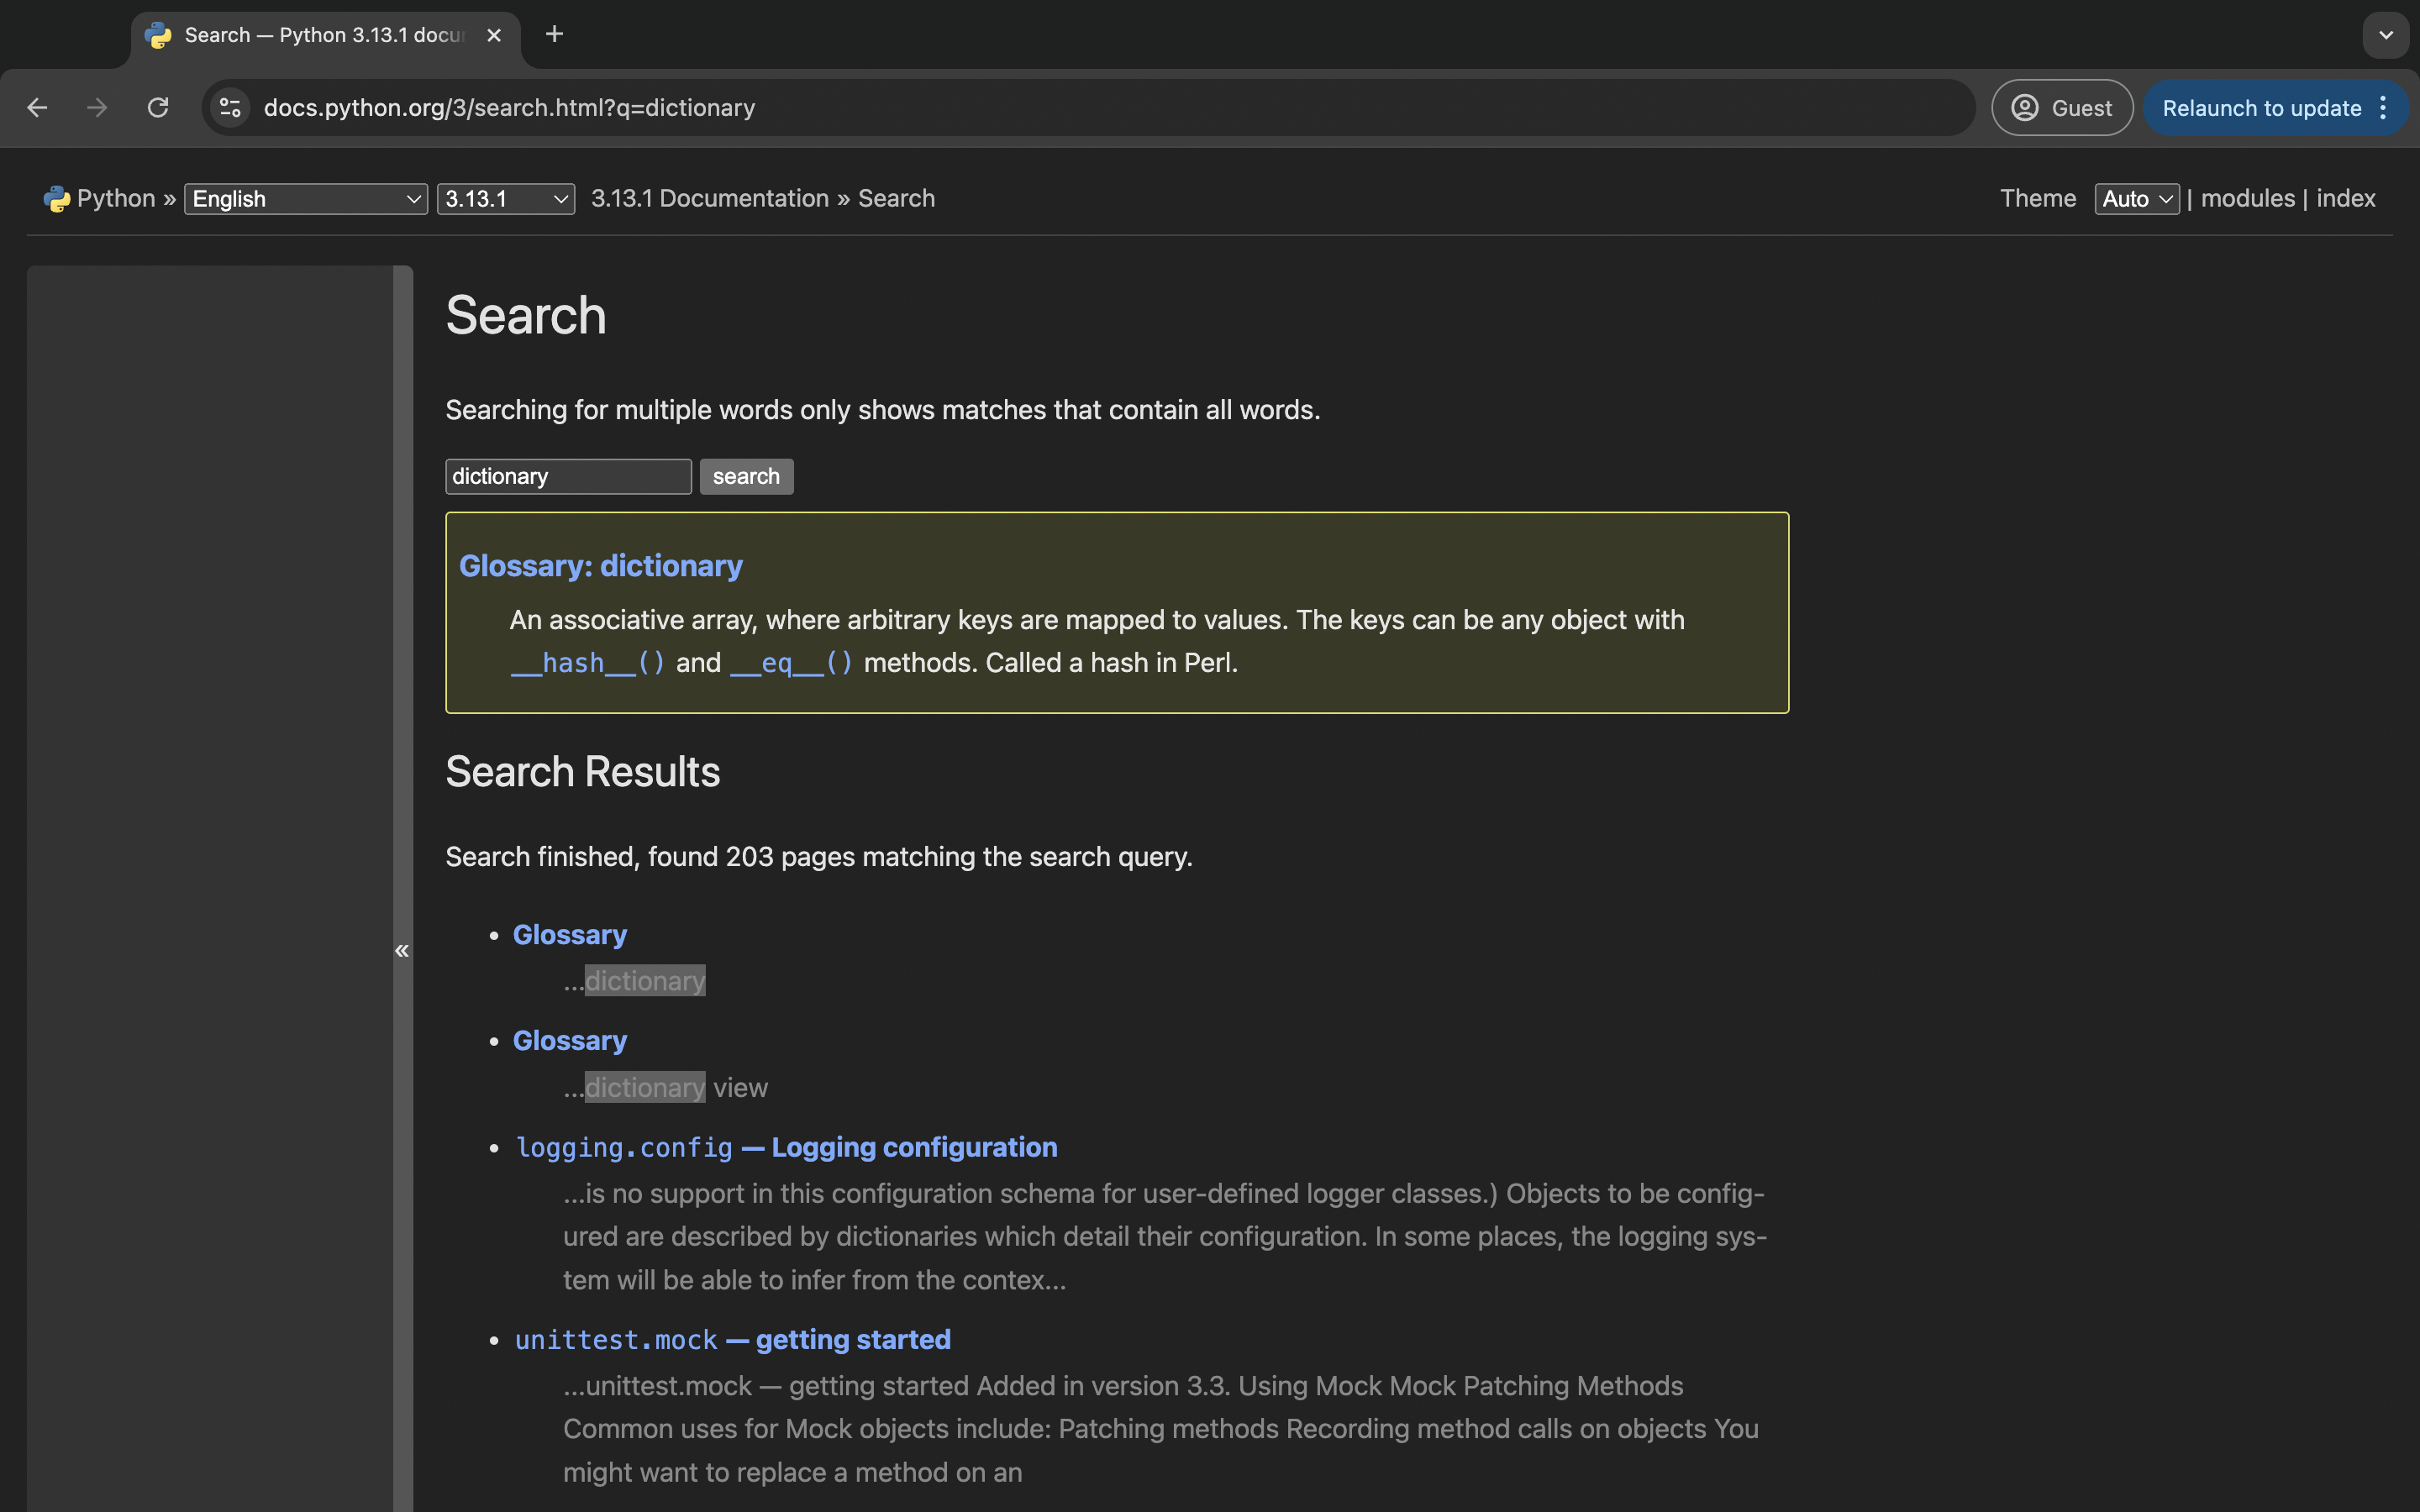 Search — Python 3.13.1 docu
docs.python.org/3/search.html?q=dictionary
Guest
Relaunch to update
Python » English 3.13.1 3.13.1 Documentation » Search
Theme Auto | modules | index
Search
Searching for multiple words only shows matches that contain all words.
dictionary search
Glossary: dictionary
An associative array, where arbitrary keys are mapped to values. The keys can be any object with
__hash__() and __eq__() methods. Called a hash in Perl.
Search Results
Search finished, found 203 pages matching the search query.
«
• Glossary
...dictionary
• Glossary
...dictionary view
• logging.config — Logging configuration
...is no support in this configuration schema for user-defined logger classes.) Objects to be config-
ured are described by dictionaries which detail their configuration. In some places, the logging sys-
tem will be able to infer from the contex...
• unittest.mock — getting started
...unittest.mock — getting started Added in version 3.3. Using Mock Mock Patching Methods
Common uses for Mock objects include: Patching methods Recording method calls on objects You
might want to replace a method on an